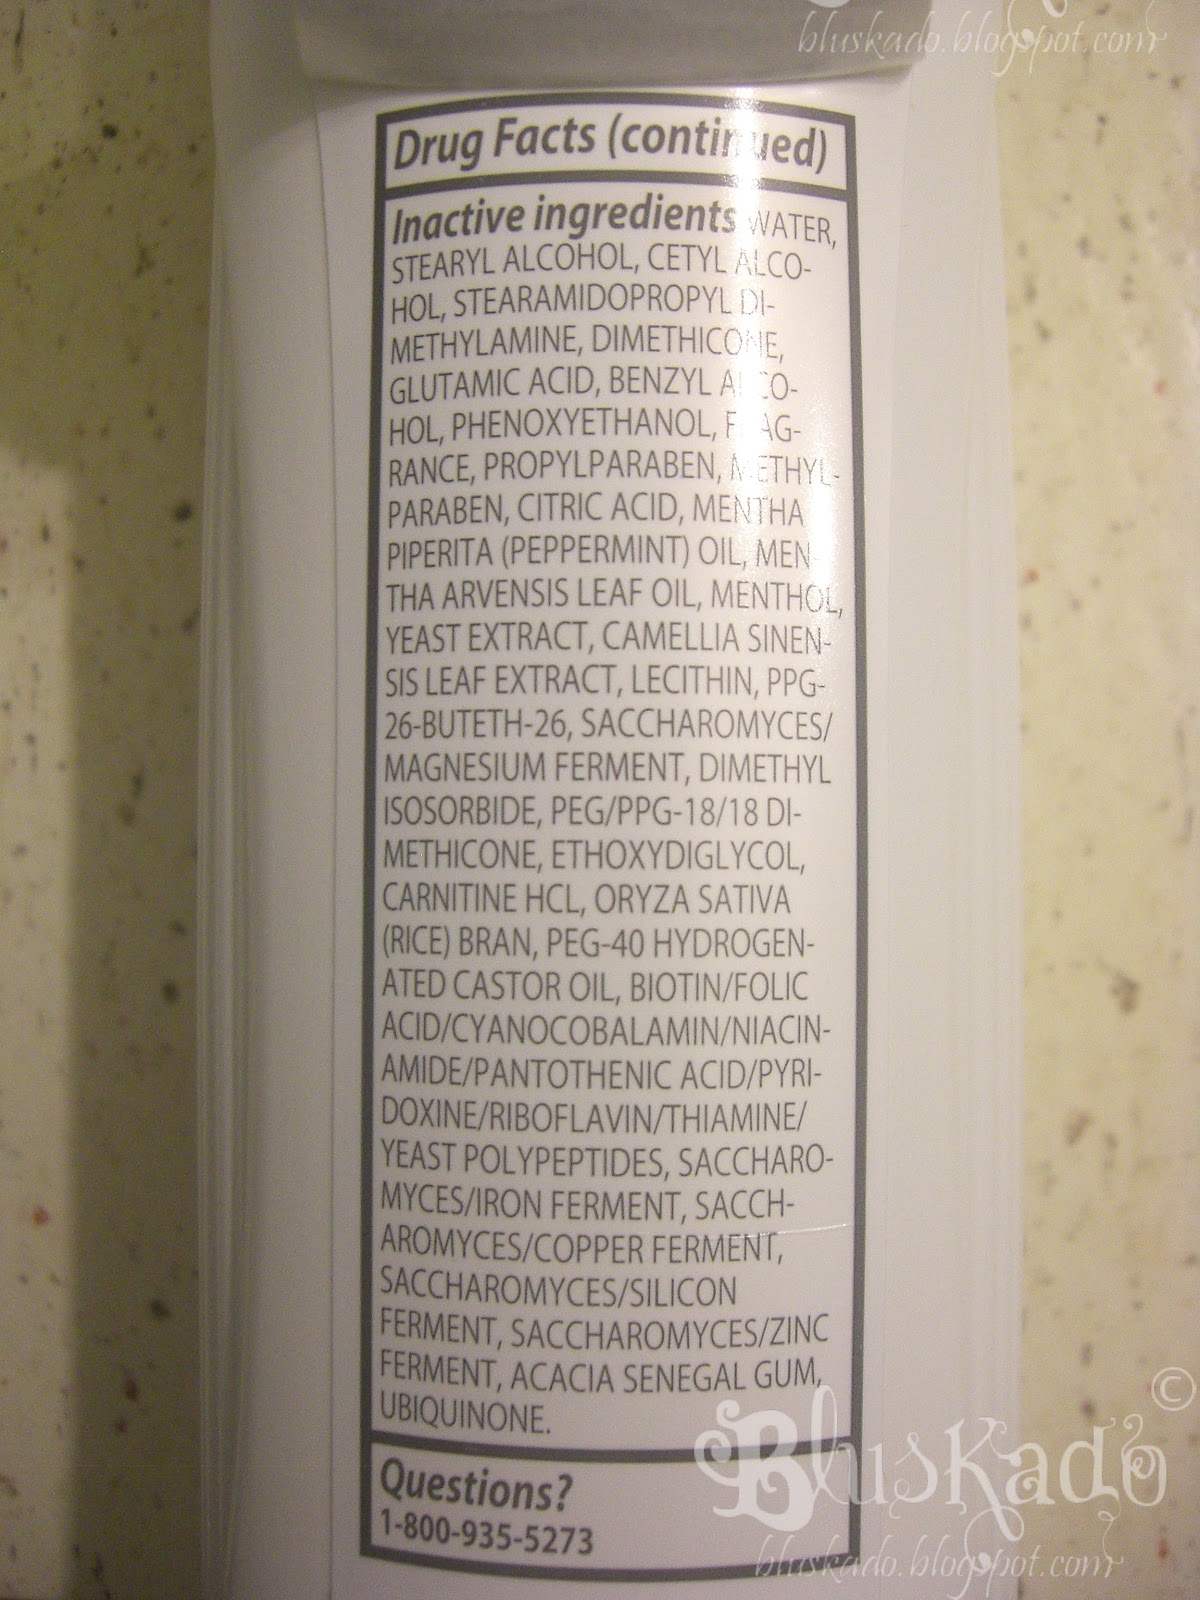 bluskado.blogspot.com
Drug Facts (continued)
Inactive ingredients WATER,
STEARYL ALCOHOL, CETYL ALCO-
HOL, STEARAMIDOPROPYL DI-
METHYLAMINE, DIMETHICONE,
GLUTAMIC ACID, BENZYL ALCO-
HOL, PHENOXYETHANOL, FRAG-
RANCE, PROPYLPARABEN, METHYL-
PARABEN, CITRIC ACID, MENTHA
PIPERITA (PEPPERMINT) OIL, MEN-
THA ARVENSIS LEAF OIL, MENTHOL,
YEAST EXTRACT, CAMELLIA SINEN-
SIS LEAF EXTRACT, LECITHIN, PPG-
26-BUTETH-26, SACCHAROMYCES/
MAGNESIUM FERMENT, DIMETHYL
ISOSORBIDE, PEG/PPG-18/18 DI-
METHICONE, ETHOXYDIGLYCOL,
CARNITINE HCL, ORYZA SATIVA
(RICE) BRAN, PEG-40 HYDROGEN-
ATED CASTOR OIL, BIOTIN/FOLIC
ACID/CYANOCOBALAMIN/NIACIN-
AMIDE/PANTOTHENIC ACID/PYRI-
DOXINE/RIBOFLAVIN/THIAMINE/
YEAST POLYPEPTIDES, SACCHARO-
MYCES/IRON FERMENT, SACCH-
AROMYCES/COPPER FERMENT,
SACCHAROMYCES/SILICON
FERMENT, SACCHAROMYCES/ZINC
FERMENT, ACACIA SENEGAL GUM,
UBIQUINONE.
Questions?
1-800-935-5273
BlusKado ©
bluskado.blogspot.com